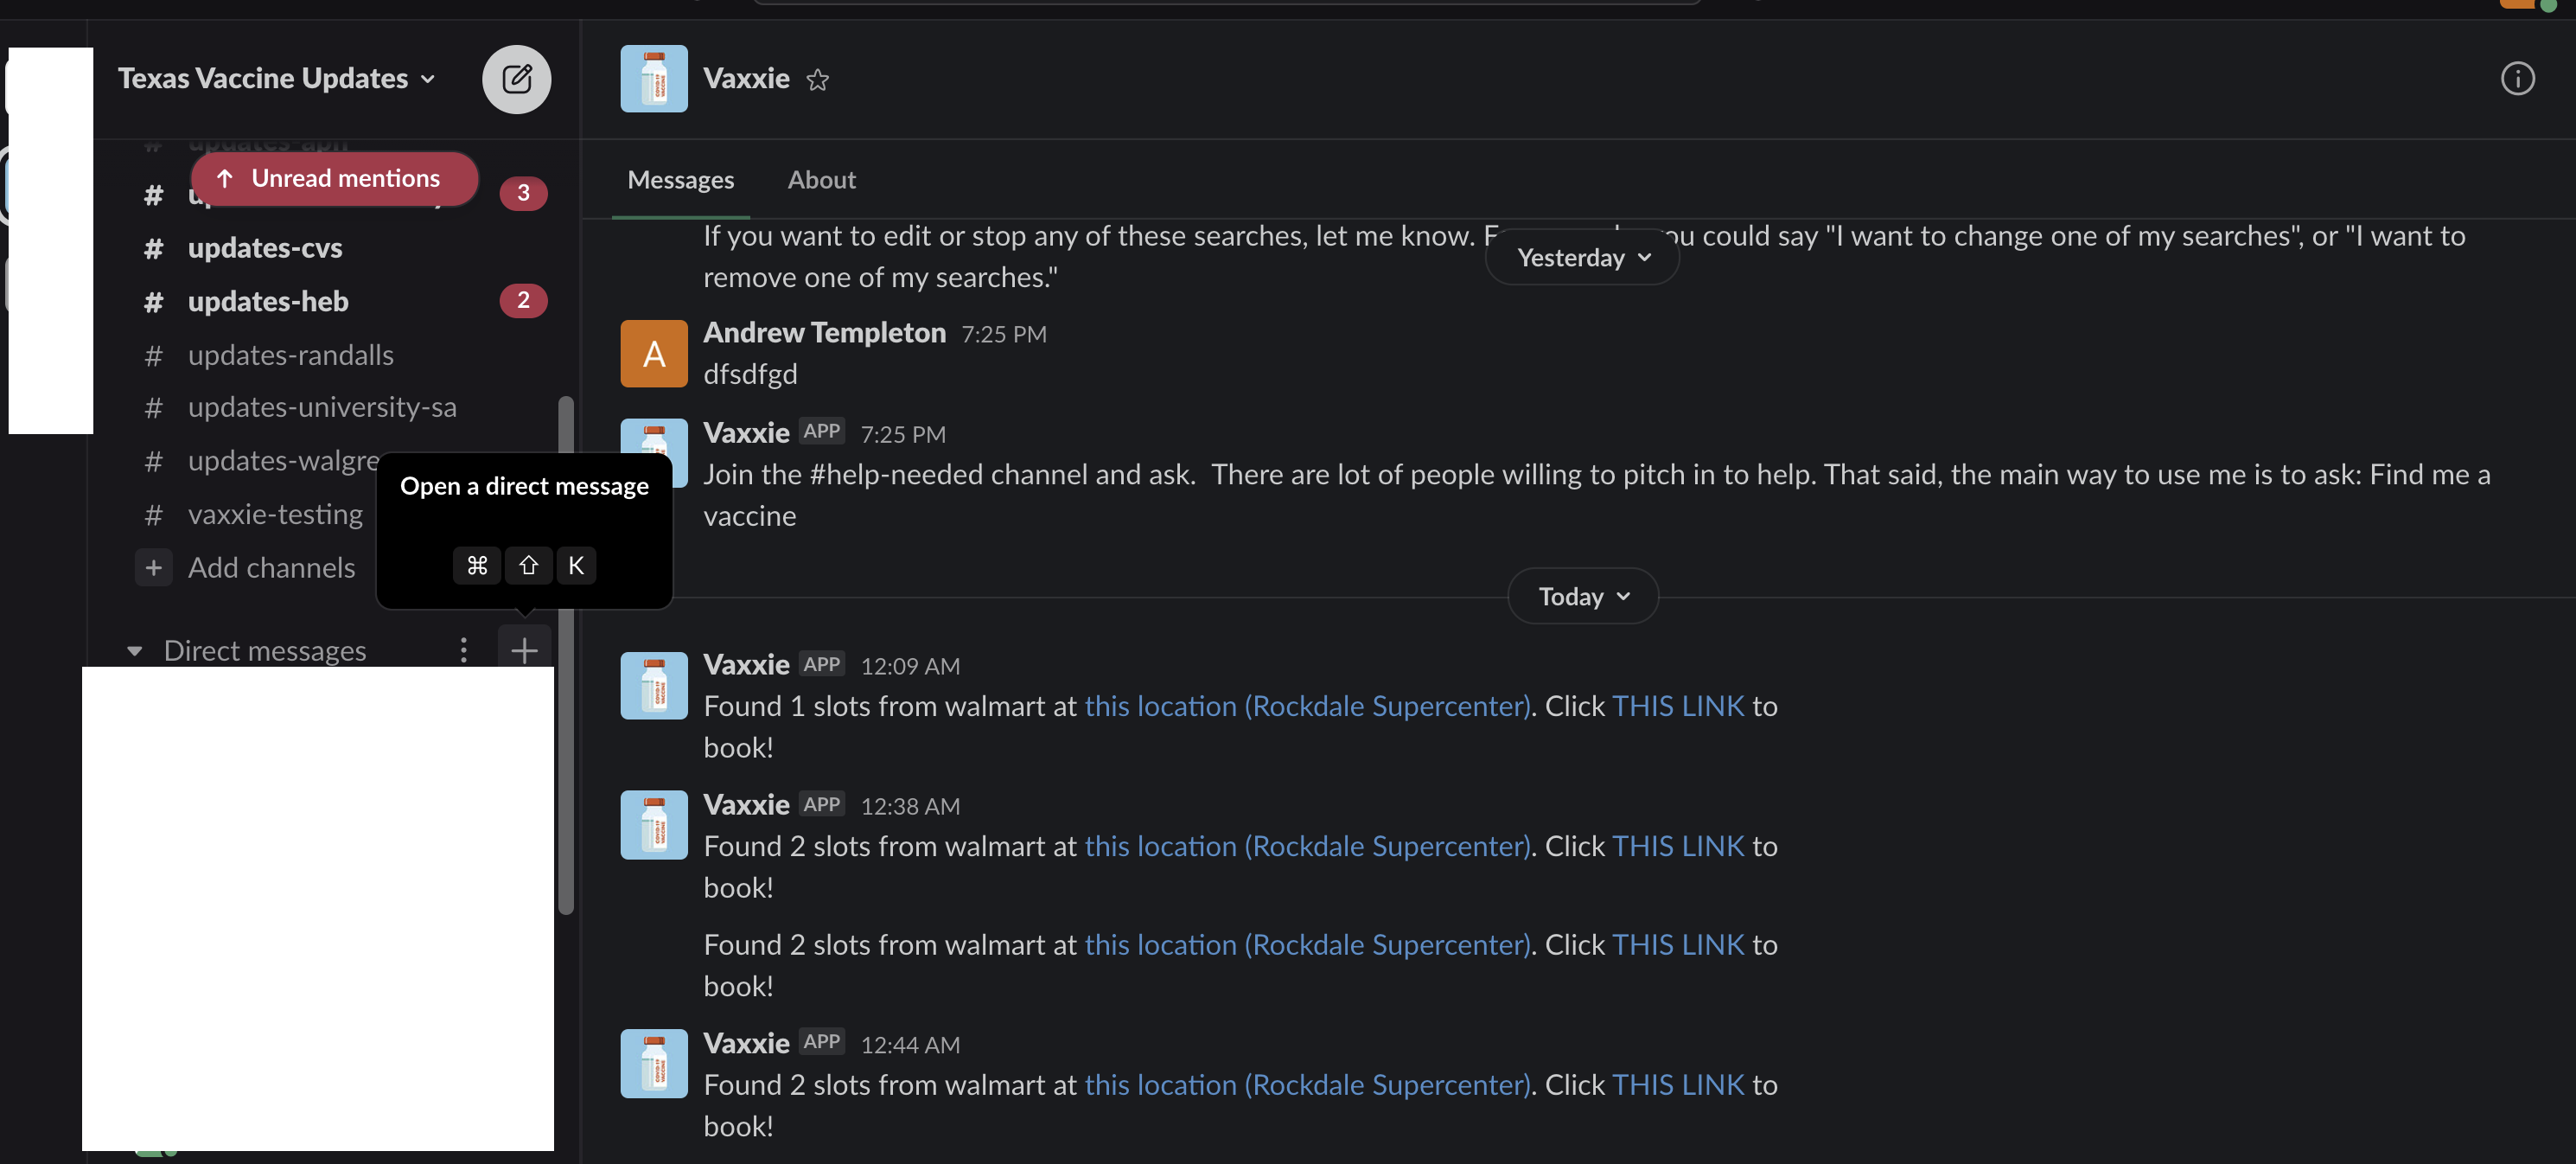 Texas Vaccine Updates
Unread mentions
# 3
# updates-cvs
# updates-heb 2
# updates-randalls
# updates-university-sa
# updates-walgre
# vaxxie-testing
+ Add channels
Open a direct message
⌘ ⇧ K
Direct messages
Vaxxie
Messages About
If you want to edit or stop any of these searches, let me know. ou could say "I want to change one of my searches", or "I want to
remove one of my searches."
Yesterday
A
Andrew Templeton 7:25 PM
dfsdfgd
Vaxxie APP 7:25 PM
Join the #help-needed channel and ask.  There are lot of people willing to pitch in to help. That said, the main way to use me is to ask: Find me a
vaccine
Today
Vaxxie APP 12:09 AM
Found 1 slots from walmart at this location (Rockdale Supercenter). Click THIS LINK to
book!
Vaxxie APP 12:38 AM
Found 2 slots from walmart at this location (Rockdale Supercenter). Click THIS LINK to
book!
Found 2 slots from walmart at this location (Rockdale Supercenter). Click THIS LINK to
book!
Vaxxie APP 12:44 AM
Found 2 slots from walmart at this location (Rockdale Supercenter). Click THIS LINK to
book!